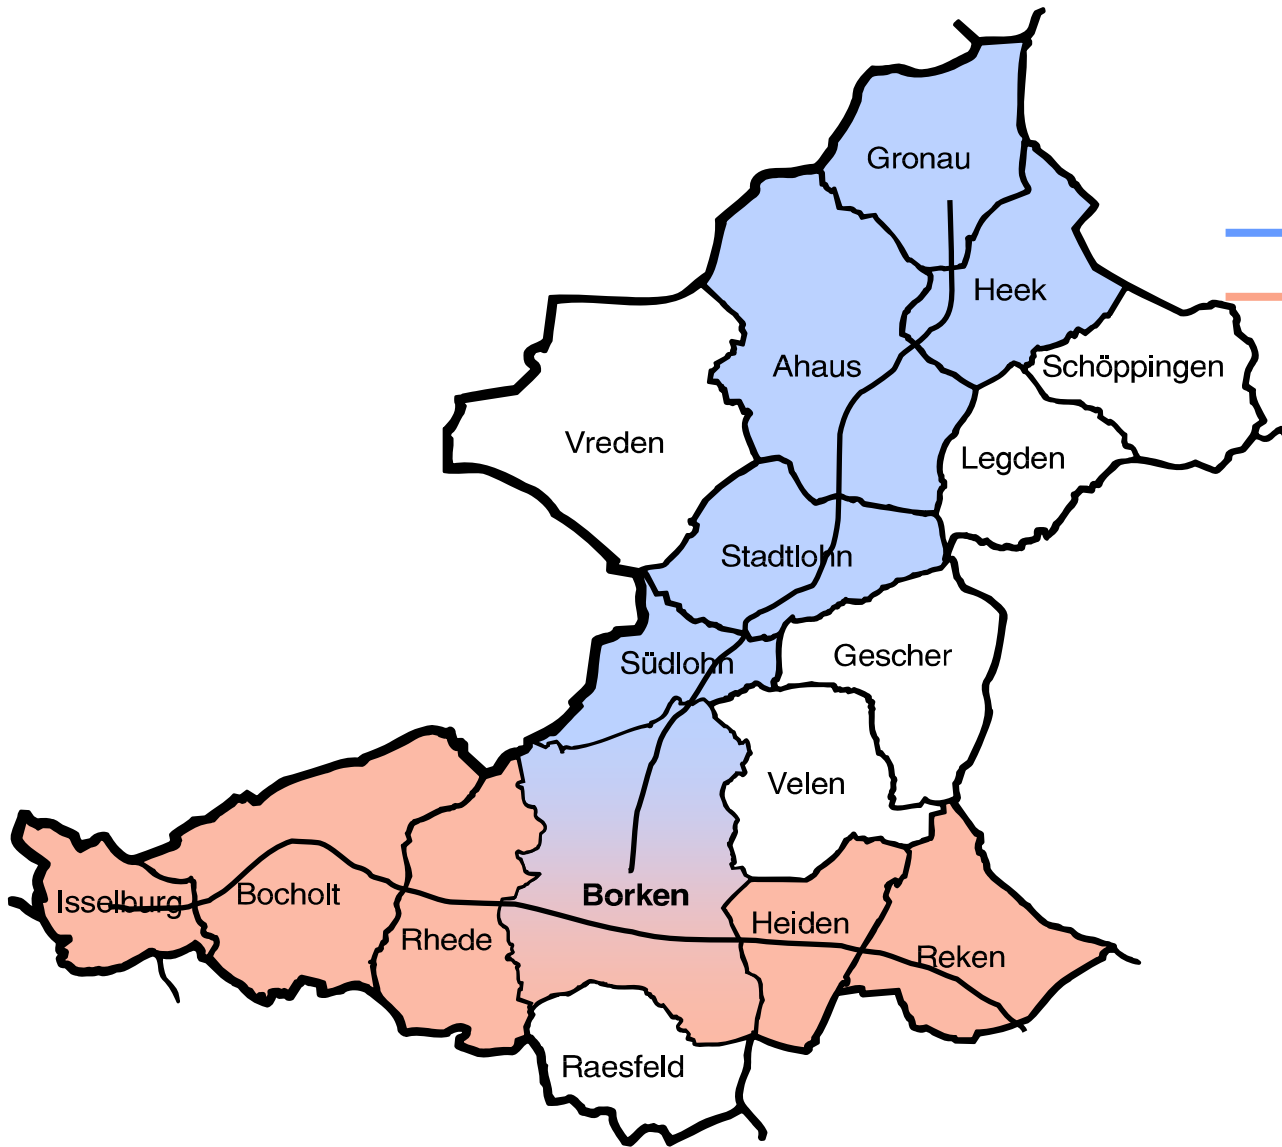 Gronau
Heek
Ahaus
Schöppingen
Vreden
Legden
Stadtlohn
Südlohn
Gescher
Velen
Isselburg
Bocholt
Borken
Rhede
Heiden
Reken
Raesfeld